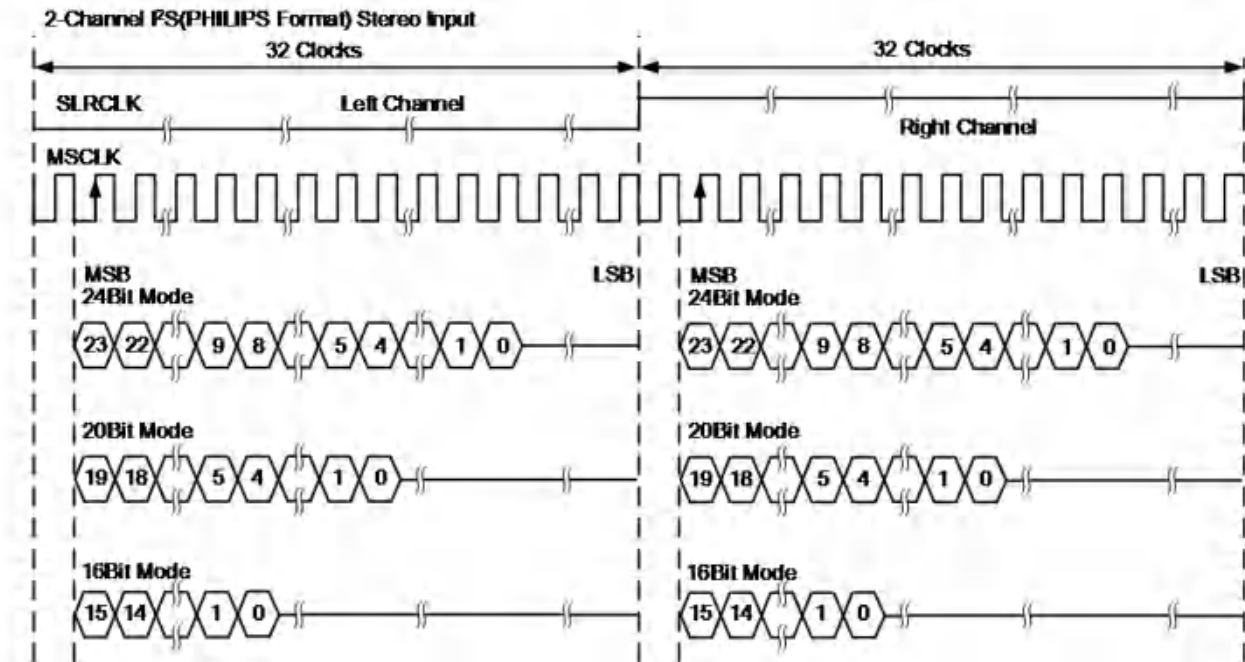 2-Channel I²S(PHILIPS Format) Stereo Input
32 Clocks 32 Clocks
SLRCLK Left Channel
Right Channel
MSCLK
MSB LSB MSB LSB
24Bit Mode 24Bit Mode
23 22 9 8 5 4 1 0 23 22 9 8 5 4 1 0
20Bit Mode 20Bit Mode
19 18 5 4 1 0 19 18 5 4 1 0
16Bit Mode 16Bit Mode
15 14 1 0 15 14 1 0